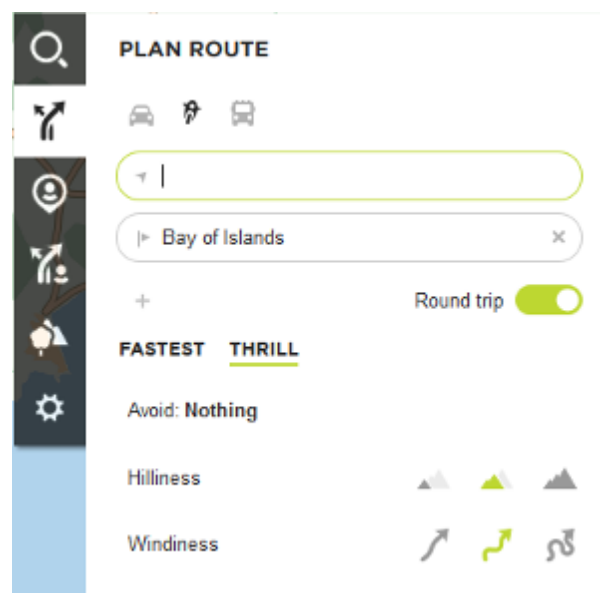 PLAN ROUTE
Bay of Islands
Round trip
FASTEST THRILL
Avoid: Nothing
Hilliness
Windiness